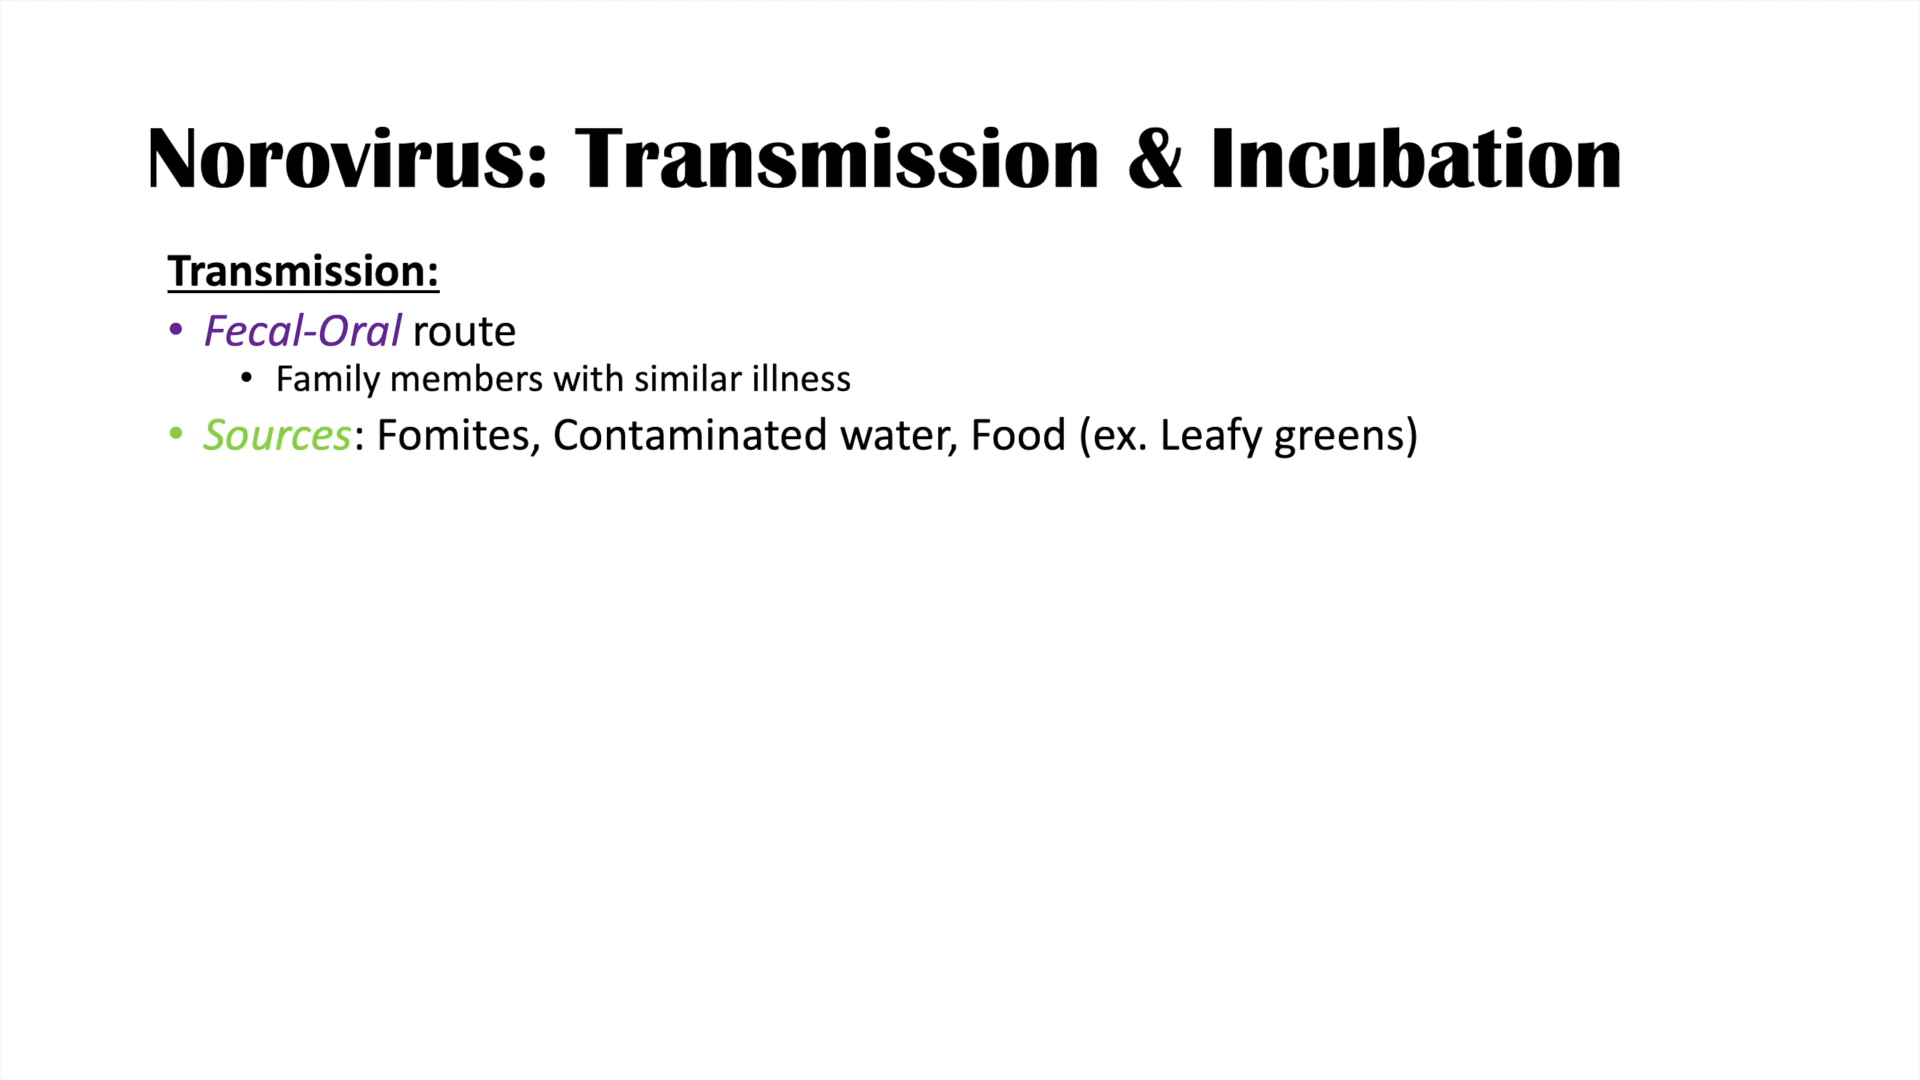 Norovirus: Transmission & Incubation
Transmission:
• Fecal-Oral route
• Family members with similar illness
• Sources: Fomites, Contaminated water, Food (ex. Leafy greens)